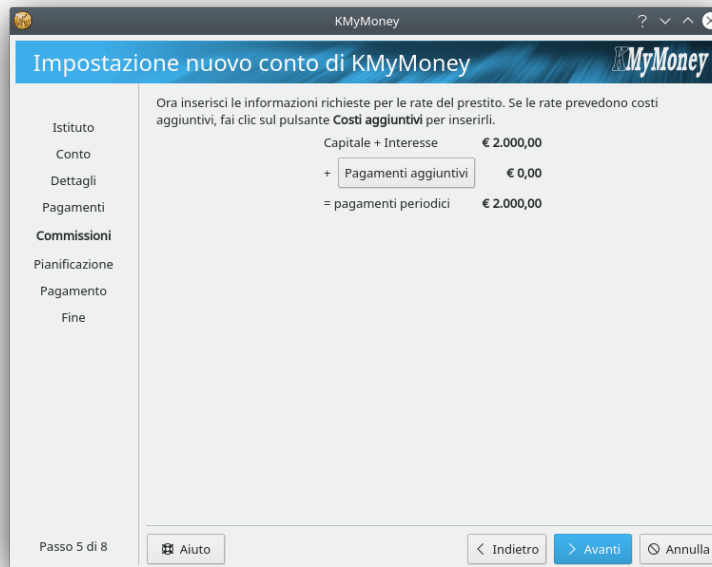 KMyMoney
Impostazione nuovo conto di KMyMoney
KMyMoney
Istituto
Conto
Dettagli
Pagamenti
Commissioni
Pianificazione
Pagamento
Fine
Passo 5 di 8
Ora inserisci le informazioni richieste per le rate del prestito. Se le rate prevedono costi
aggiuntivi, fai clic sul pulsante Costi aggiuntivi per inserirli.
Capitale + Interesse € 2.000,00
+ Pagamenti aggiuntivi € 0,00
= pagamenti periodici € 2.000,00
Aiuto
Indietro
Avanti
Annulla